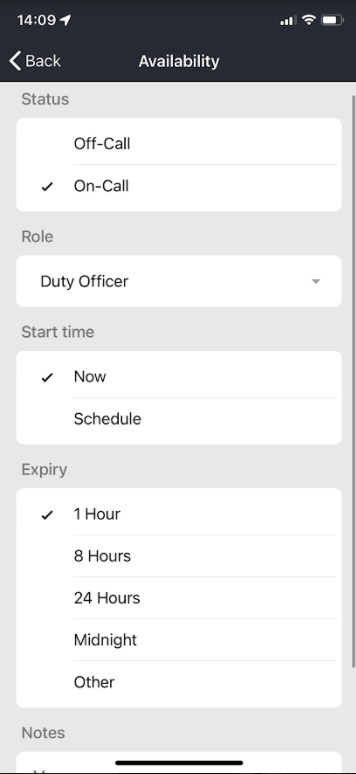 14:09
Back
Availability
Status
Off-Call
On-Call
Role
Duty Officer
Start time
Now
Schedule
Expiry
1 Hour
8 Hours
24 Hours
Midnight
Other
Notes